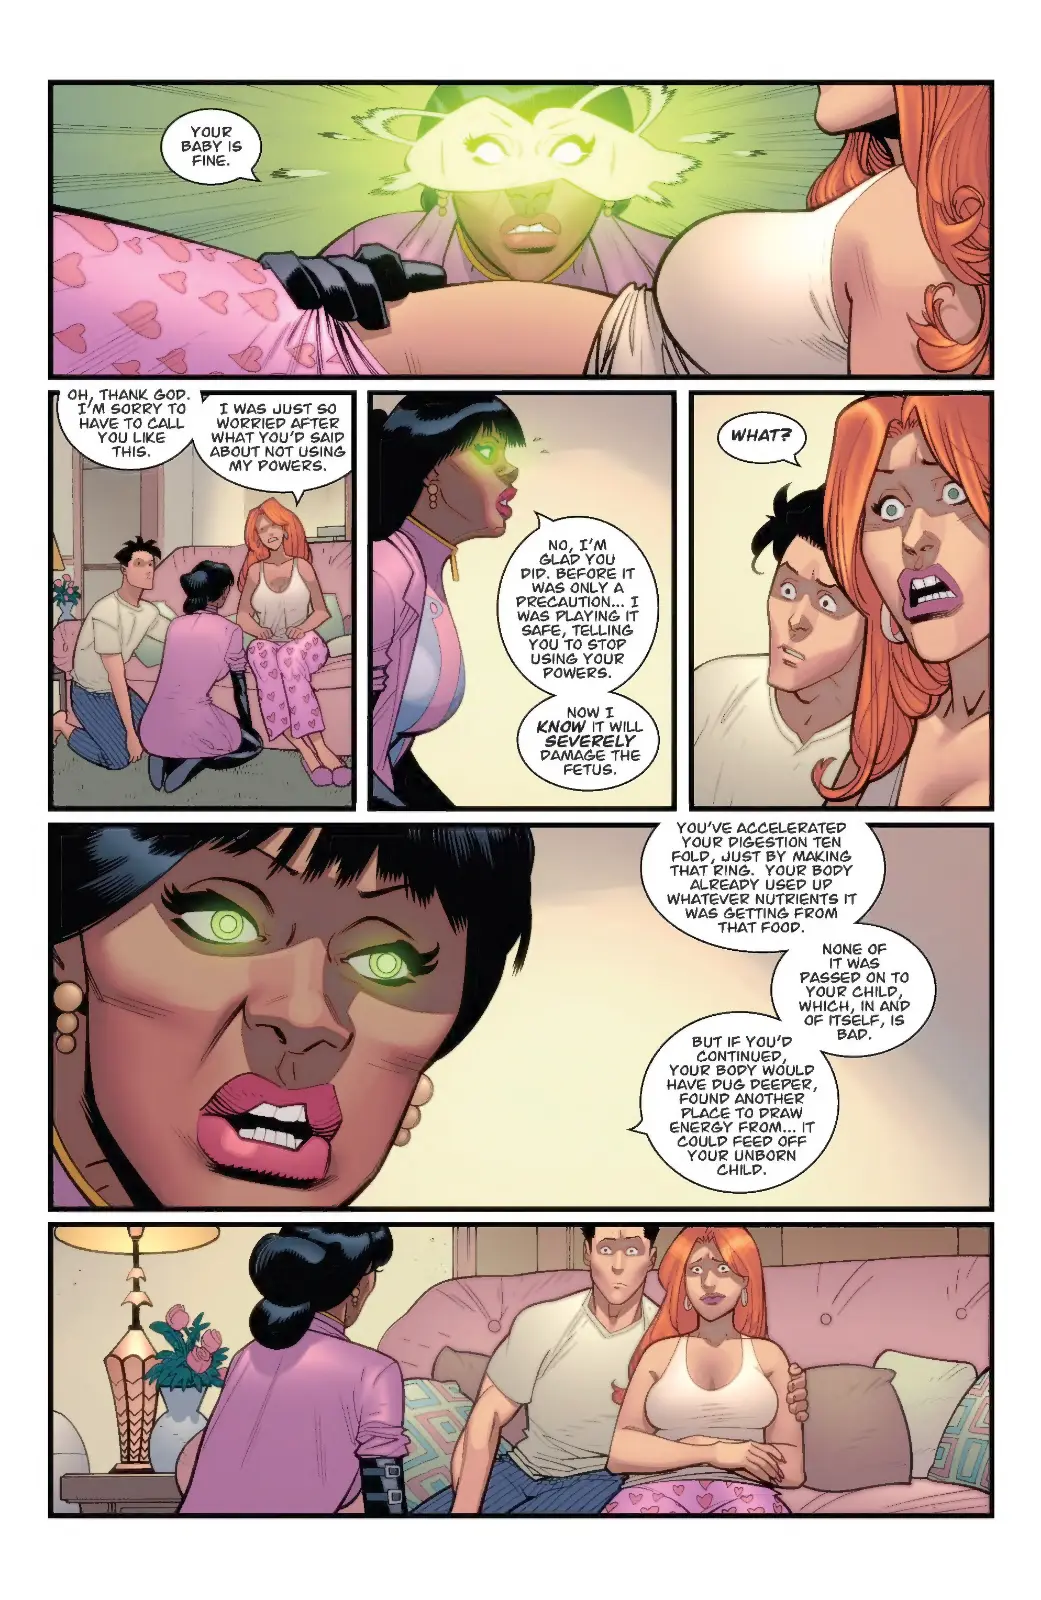 YOUR
BABY IS
FINE.
OH, THANK GOD.
I'M SORRY TO
HAVE TO CALL
YOU LIKE
THIS.
I WAS JUST SO
WORRIED AFTER
WHAT YOU'D SAID
ABOUT NOT USING
MY POWERS.
NO, I'M
GLAD YOU
DID. BEFORE IT
WAS ONLY A
PRECAUTION... I
WAS PLAYING IT
SAFE, TELLING
YOU TO STOP
USING YOUR
POWERS.
NOW I
KNOW IT WILL
SEVERELY
DAMAGE THE
FETUS.
WHAT?
YOU'VE ACCELERATED
YOUR DIGESTION TEN
FOLD, JUST BY MAKING
THAT RING. YOUR BODY
ALREADY USED UP
WHATEVER NUTRIENTS IT
WAS GETTING FROM
THAT FOOD.
NONE OF
IT WAS
PASSED ON TO
YOUR CHILD,
WHICH, IN AND
OF ITSELF, IS
BAD.
BUT IF YOU'D
CONTINUED,
YOUR BODY WOULD
HAVE DUG DEEPER,
FOUND ANOTHER
PLACE TO DRAW
ENERGY FROM... IT
COULD FEED OFF
YOUR UNBORN
CHILD.